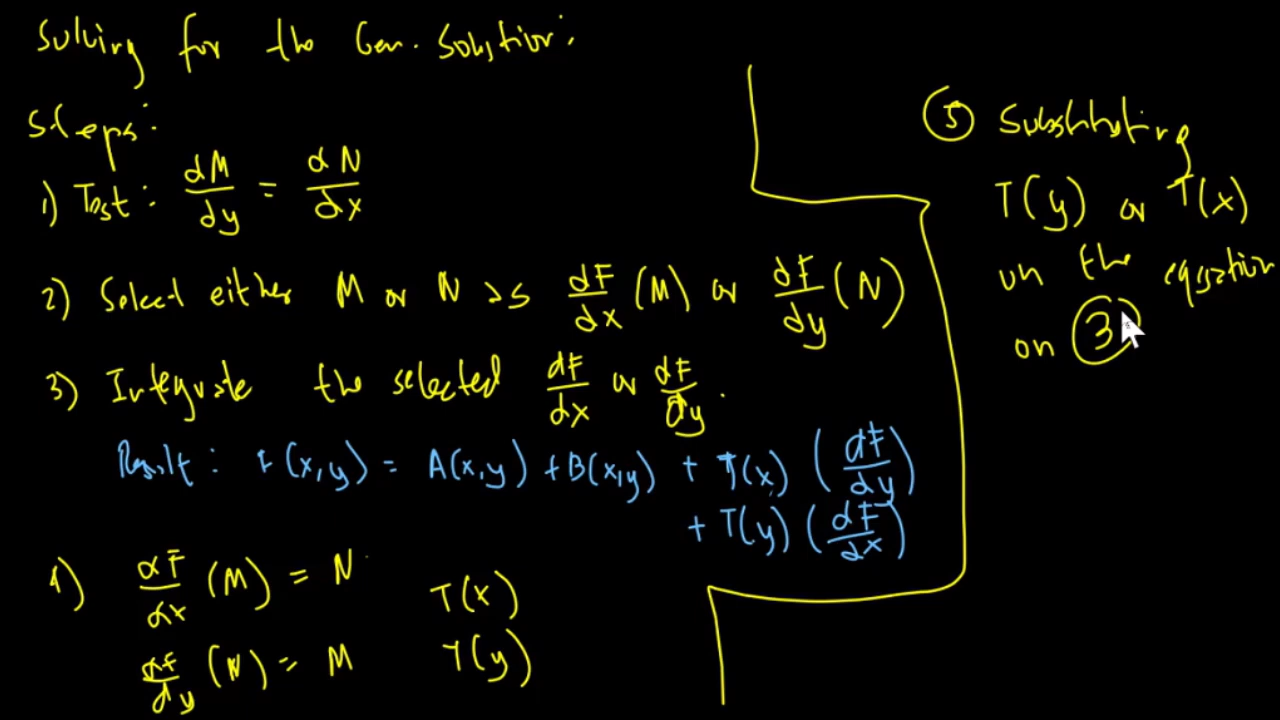 Solving for the Gen. Solution:
Steps:
1) Test: dM/dy = dN/dx
2) Select either M or N as dF/dx (M) or dF/dy (N)
3) Integrate the selected dF/dx or dF/dy.
Result: F(x,y) = A(x,y) + B(x,y) + T(x) (dF/dy)
+ T(y) (dF/dx)
4) dF/dx (M) = N T(x)
dF/dy (N) = M T(y)
5 Substituting
T(y) or T(x)
on the equation
on 3